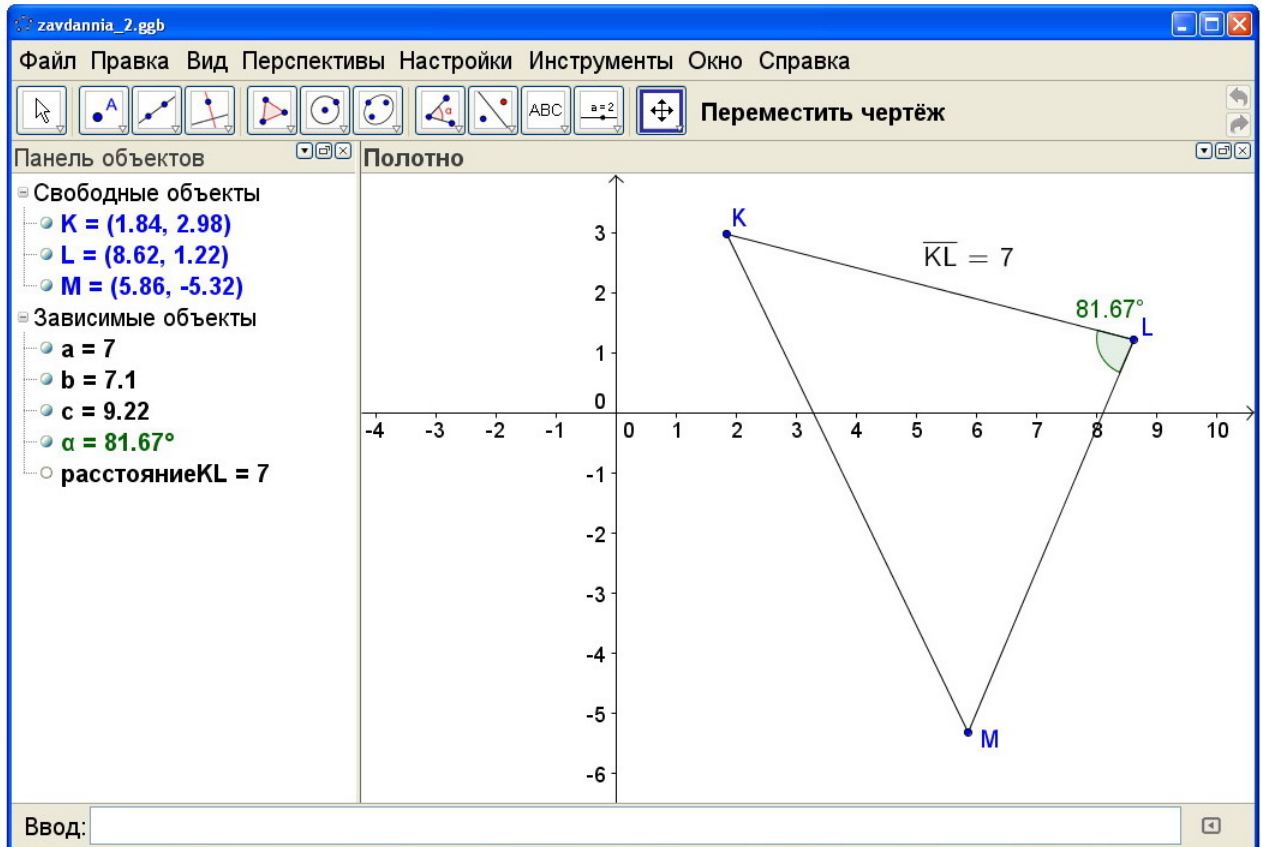 zavdannia_2.ggb
Файл Правка Вид Перспективы Настройки Инструменты Окно Справка
A α ABC a=2 Переместить чертёж
Панель объектов
Полотно
Свободные объекты
K = (1.84, 2.98)
L = (8.62, 1.22)
M = (5.86, -5.32)
Зависимые объекты
a = 7
b = 7.1
c = 9.22
α = 81.67°
расстояниеKL = 7
K
KL = 7
81.67°
L
M
3
2
1
0
-4 -3 -2 -1 0 1 2 3 4 5 6 7 8 9 10
-1
-2
-3
-4
-5
-6
Ввод: